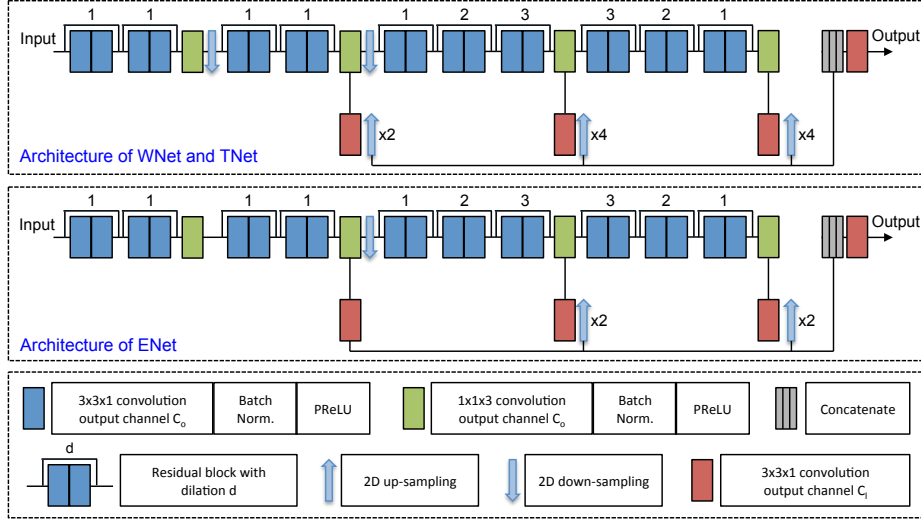 1 1 1 1 1 2 3 3 2 1
Input Output
x2 x4 x4
Architecture of WNet and TNet
1 1 1 1 1 2 3 3 2 1
Input Output
x2 x2
Architecture of ENet
3x3x1 convolution output channel Cₒ
Batch Norm.
PReLU
1x1x3 convolution output channel Cₒ
Batch Norm.
PReLU
Concatenate
d
Residual block with dilation d
2D up-sampling
2D down-sampling
3x3x1 convolution output channel Cₗ